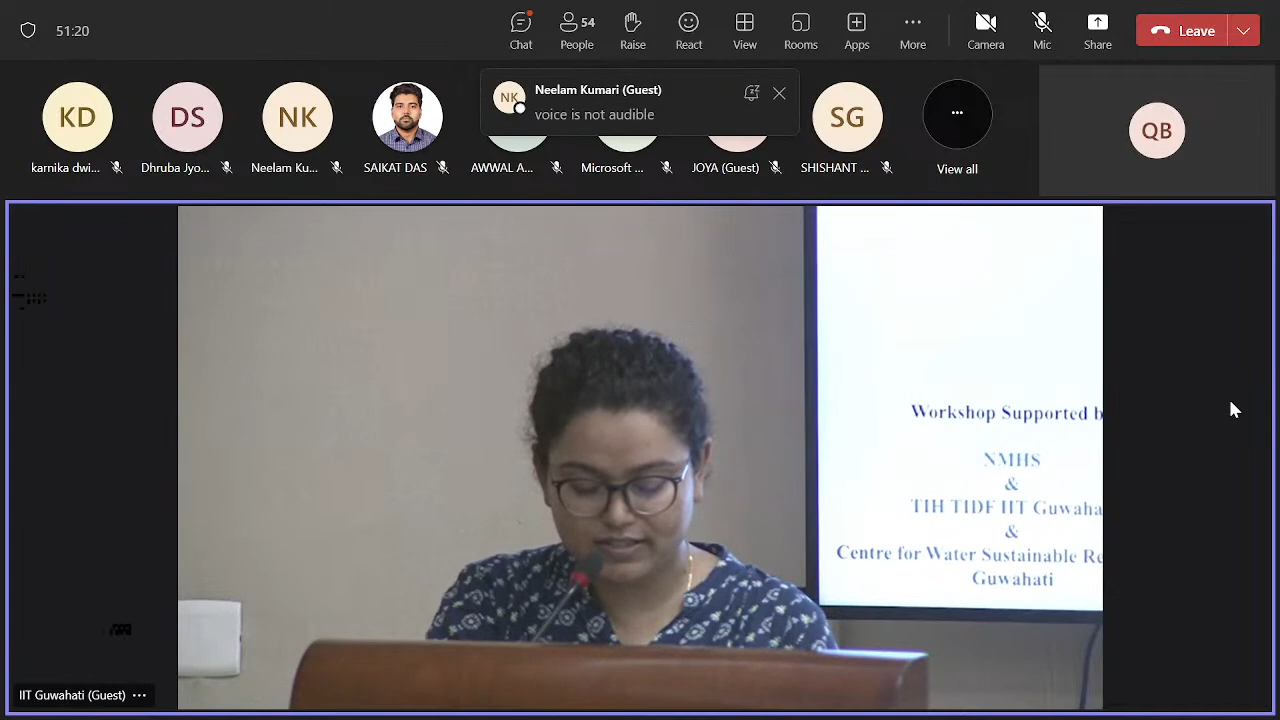 51:20
Chat
People
54
Raise
React
View
Rooms
Apps
More
Camera
Mic
Share
Leave
KD
DS
NK
NK
Neelam Kumari (Guest)
voice is not audible
SG
View all
QB
karnika dwi...
Dhruba Jyo...
Neelam Ku...
SAIKAT DAS
AWWAL A...
Microsoft ...
JOYA (Guest)
SHISHANT ...
Workshop Supported b
NMHS
&
TIH TIDF IIT Guwaha
&
Centre for Water Sustainable Re
Guwahati
IIT Guwahati (Guest)